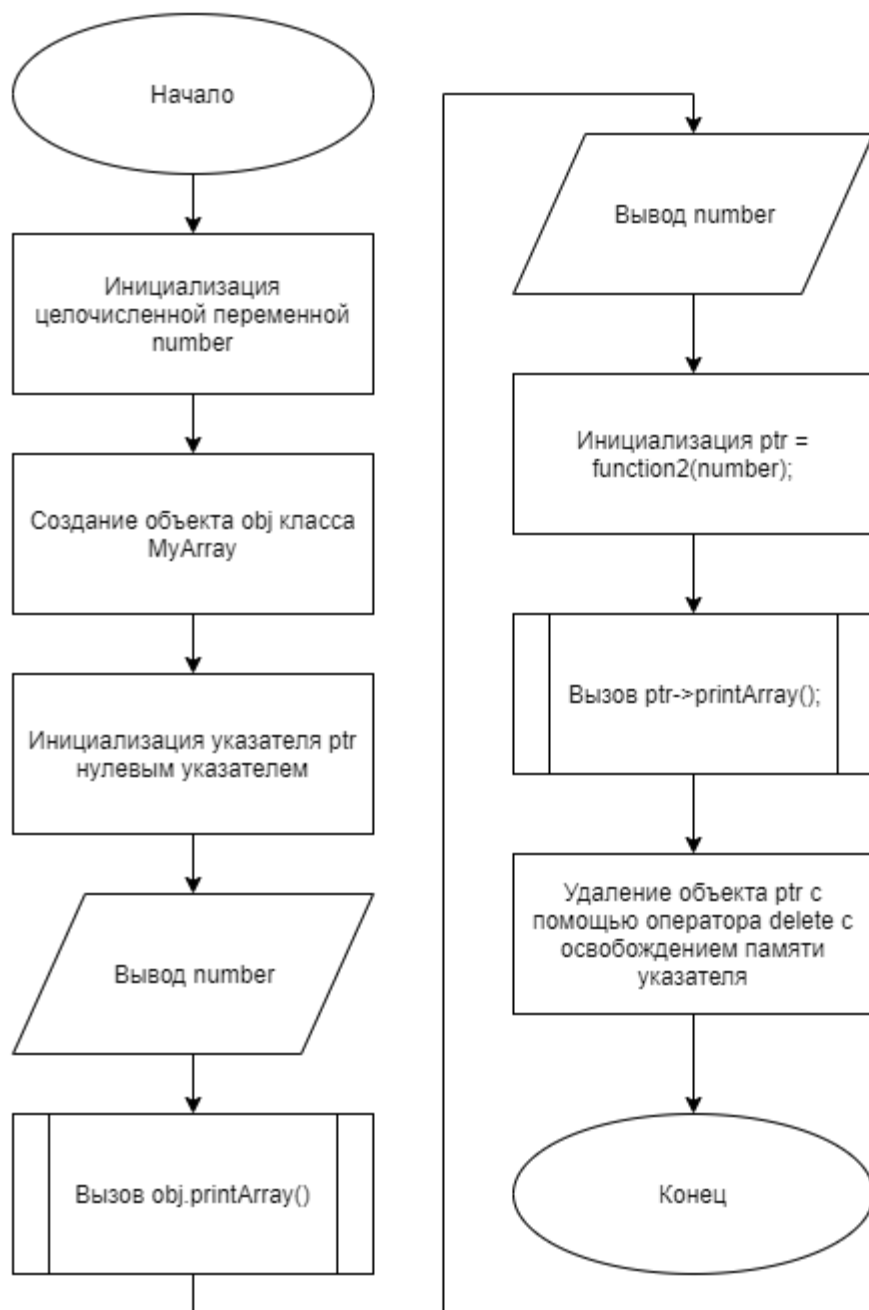 Начало
Инициализация
целочисленной переменной
number
Создание объекта obj класса
MyArray
Инициализация указателя ptr
нулевым указателем
Вывод number
Вызов obj.printArray()
Вывод number
Инициализация ptr =
function2(number);
Вызов ptr->printArray();
Удаление объекта ptr с
помощью оператора delete с
освобождением памяти
указателя
Конец